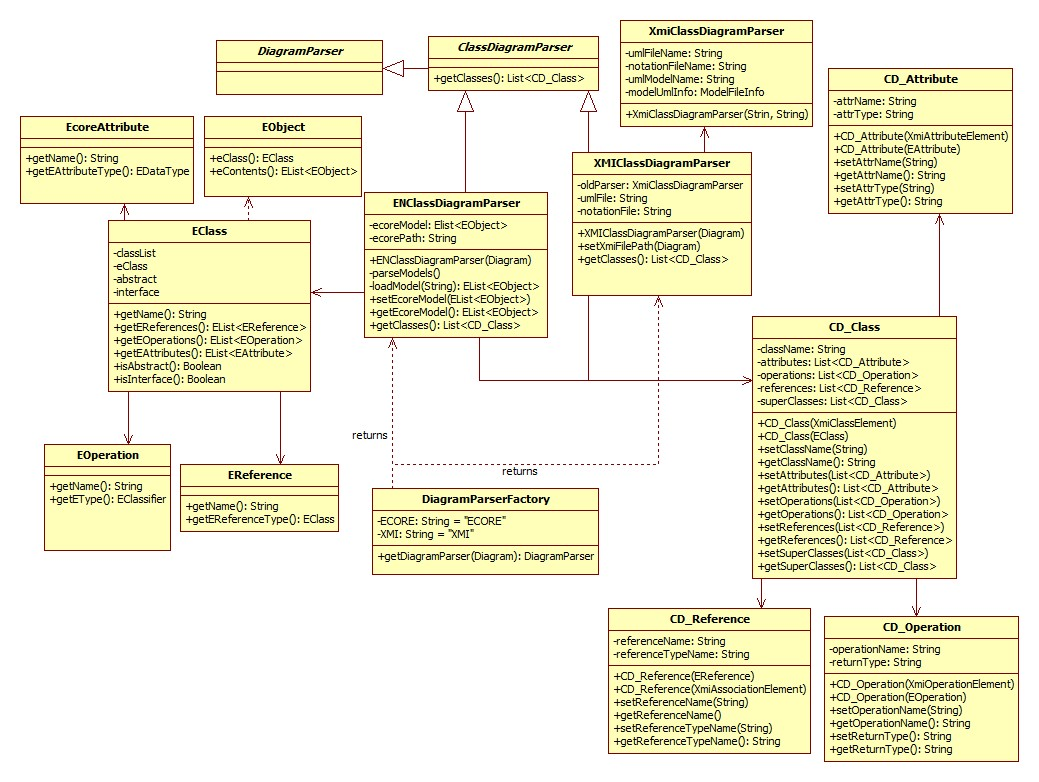 DiagramParser
ClassDiagramParser
+getClasses(): List<CD_Class>
XmiClassDiagramParser
-umlFileName: String
-notationFileName: String
-umlModelName: String
-modelUmlInfo: ModelFileInfo
+XmiClassDiagramParser(Strin, String)
CD_Attribute
-attrName: String
-attrType: String
+CD_Attribute(XmiAttributeElement)
+CD_Attribute(EAttribute)
+setAttrName(String)
+getAttrName(): String
+setAttrType(String)
+getAttrType(): String
EcoreAttribute
+getName(): String
+getEAttributeType(): EDataType
EObject
+eClass(): EClass
+eContents(): EList<EObject>
XMIClassDiagramParser
-oldParser: XmiClassDiagramParser
-umlFile: String
-notationFile: String
+XMIClassDiagramParser(Diagram)
+setXmiFilePath(Diagram)
+getClasses(): List<CD_Class>
ENClassDiagramParser
-ecoreModel: Elist<EObject>
-ecorePath: String
+ENClassDiagramParser(Diagram)
-parseModels()
-loadModel(String): EList<EObject>
+setEcoreModel(EList<EObject>)
+getEcoreModel(): EList<EObject>
+getClasses(): List<CD_Class>
EClass
-classList
-eClass
-abstract
-interface
+getName(): String
+getEReferences(): EList<EReference>
+getEOperations(): EList<EOperation>
+getEAttributes(): EList<EAttribute>
+isAbstract(): Boolean
+isInterface(): Boolean
CD_Class
-className: String
-attributes: List<CD_Attribute>
-operations: List<CD_Operation>
-references: List<CD_Reference>
-superClasses: List<CD_Class>
+CD_Class(XmiClassElement)
+CD_Class(EClass)
+setClassName(String)
+getClassName(): String
+setAttributes(List<CD_Attribute>)
+getAttributes(): List<CD_Attribute>
+setOperations(List<CD_Operation>)
+getOperations(): List<CD_Operation>
+setReferences(List<CD_Reference>)
+getReferences(): List<CD_Reference>
+setSuperClasses(List<CD_Class>)
+getSuperClasses(): List<CD_Class>
returns
returns
EOperation
+getName(): String
+getEType(): EClassifier
EReference
+getName(): String
+getEReferenceType(): EClass
DiagramParserFactory
-ECORE: String = "ECORE"
-XMI: String = "XMI"
+getDiagramParser(Diagram): DiagramParser
CD_Reference
-referenceName: String
-referenceTypeName: String
+CD_Reference(EReference)
+CD_Reference(XmiAssociationElement)
+setReferenceName(String)
+getReferenceName()
+setReferenceTypeName(String)
+getReferenceTypeName(): String
CD_Operation
-operationName: String
-returnType: String
+CD_Operation(XmiOperationElement)
+CD_Operation(EOperation)
+setOperationName(String)
+getOperationName(): String
+setReturnType(): String
+getReturnType(): String